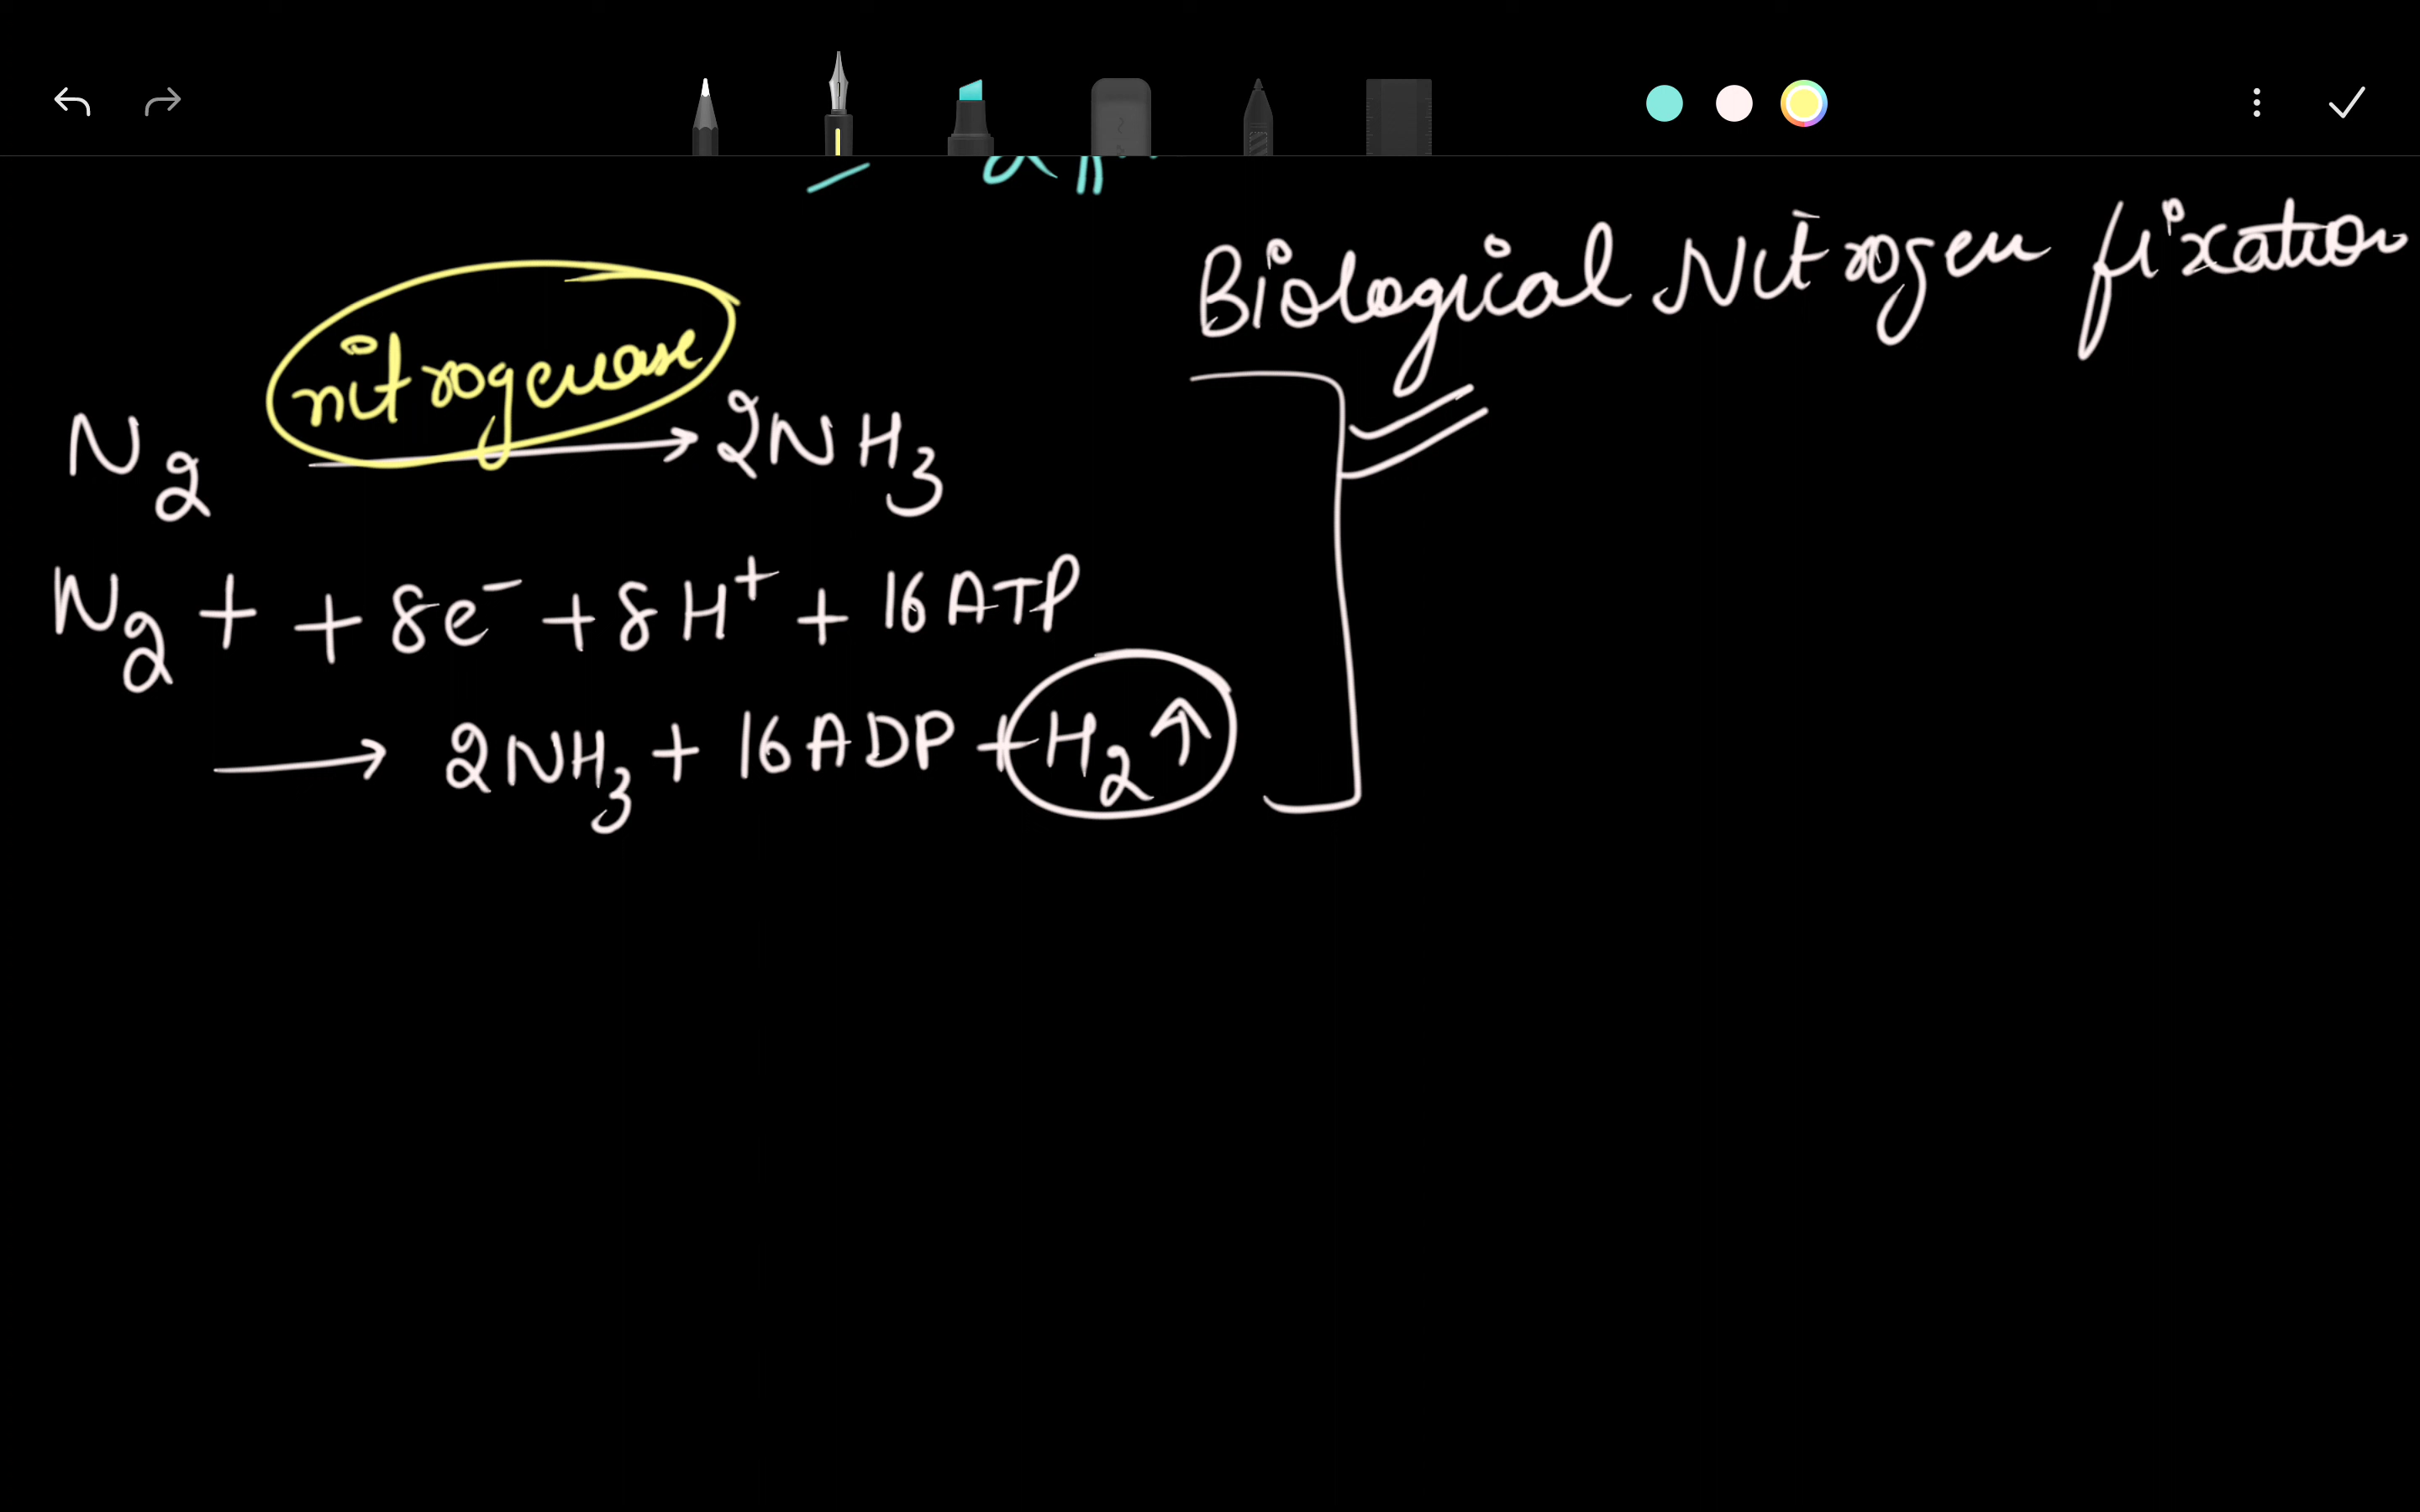 Biological Nitrogen fixation
nitrogenase
N₂ → 2NH₃
N₂ + + 8e⁻ + 8H⁺ + 16ATP
→ 2NH₃ + 16ADP + H₂↑